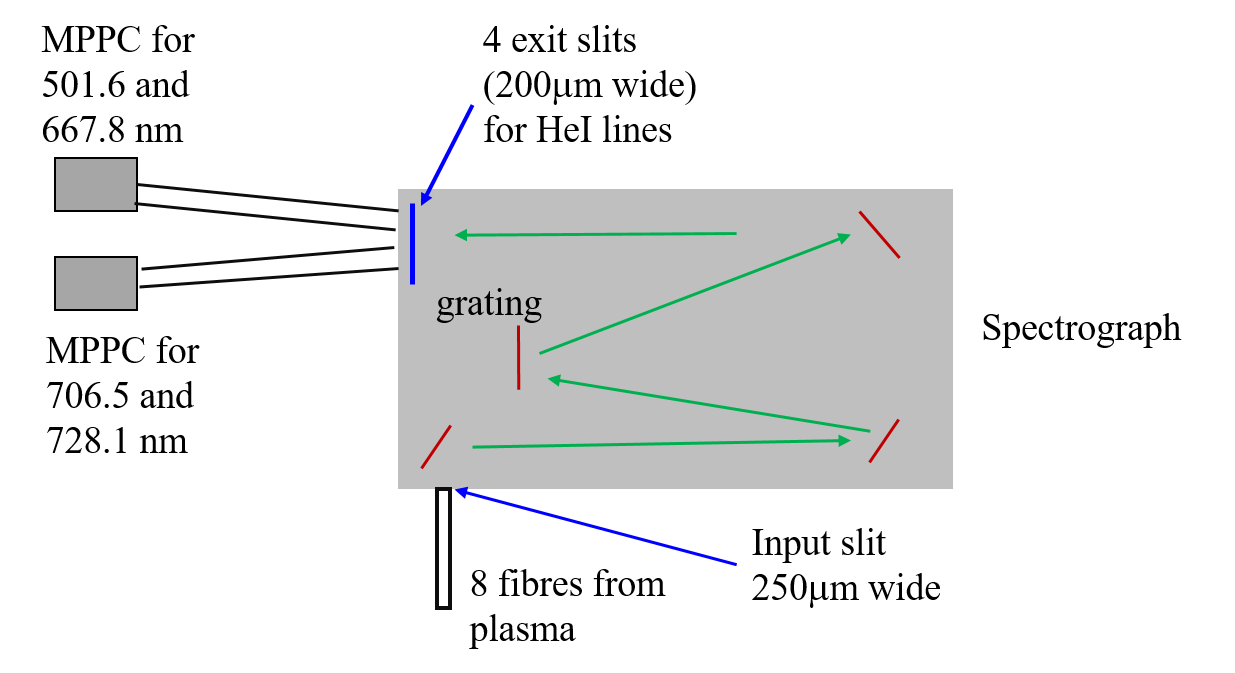 MPPC for
501.6 and
667.8 nm
4 exit slits
(200μm wide)
for HeI lines
grating
Spectrograph
MPPC for
706.5 and
728.1 nm
Input slit
250μm wide
8 fibres from
plasma